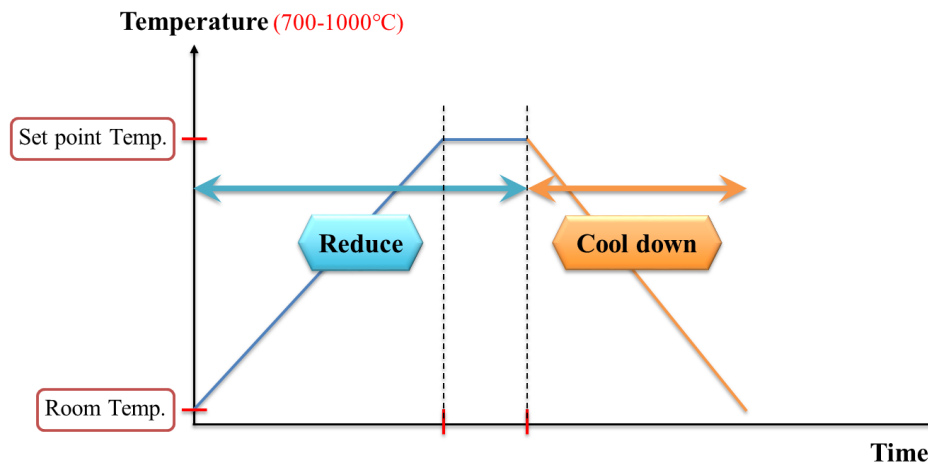 Temperature (700-1000°C)
Set point Temp.
Reduce
Cool down
Room Temp.
Time